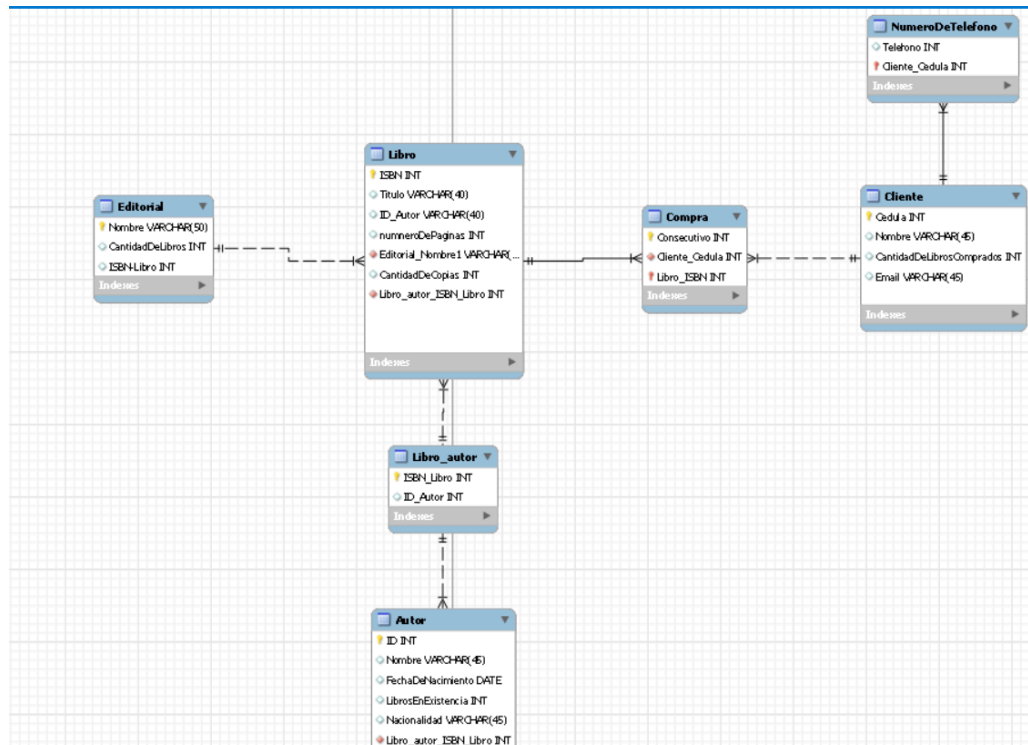 NumeroDeTelefono
Telefono INT
Cliente_Cedula INT
Indexes
Libro
ISBN INT
Titulo VARCHAR(40)
ID_Autor VARCHAR(40)
numneroDePaginas INT
Editorial_Nombre1 VARCHAR(...
CantidadDeCopias INT
Libro_autor_ISBN_Libro INT
Indexes
Editorial
Nombre VARCHAR(50)
CantidadDeLibros INT
ISBN-Libro INT
Indexes
Compra
Consecutivo INT
Cliente_Cedula INT
Libro_ISBN INT
Indexes
Cliente
Cedula INT
Nombre VARCHAR(45)
CantidadDeLibrosComprados INT
Email VARCHAR(45)
Indexes
Libro_autor
ISBN_Libro INT
ID_Autor INT
Indexes
Autor
ID INT
Nombre VARCHAR(45)
FechaDeNacimiento DATE
LibrosEnExistencia INT
Nacionalidad VARCHAR(45)
Libro_autor_ISBN_Libro INT